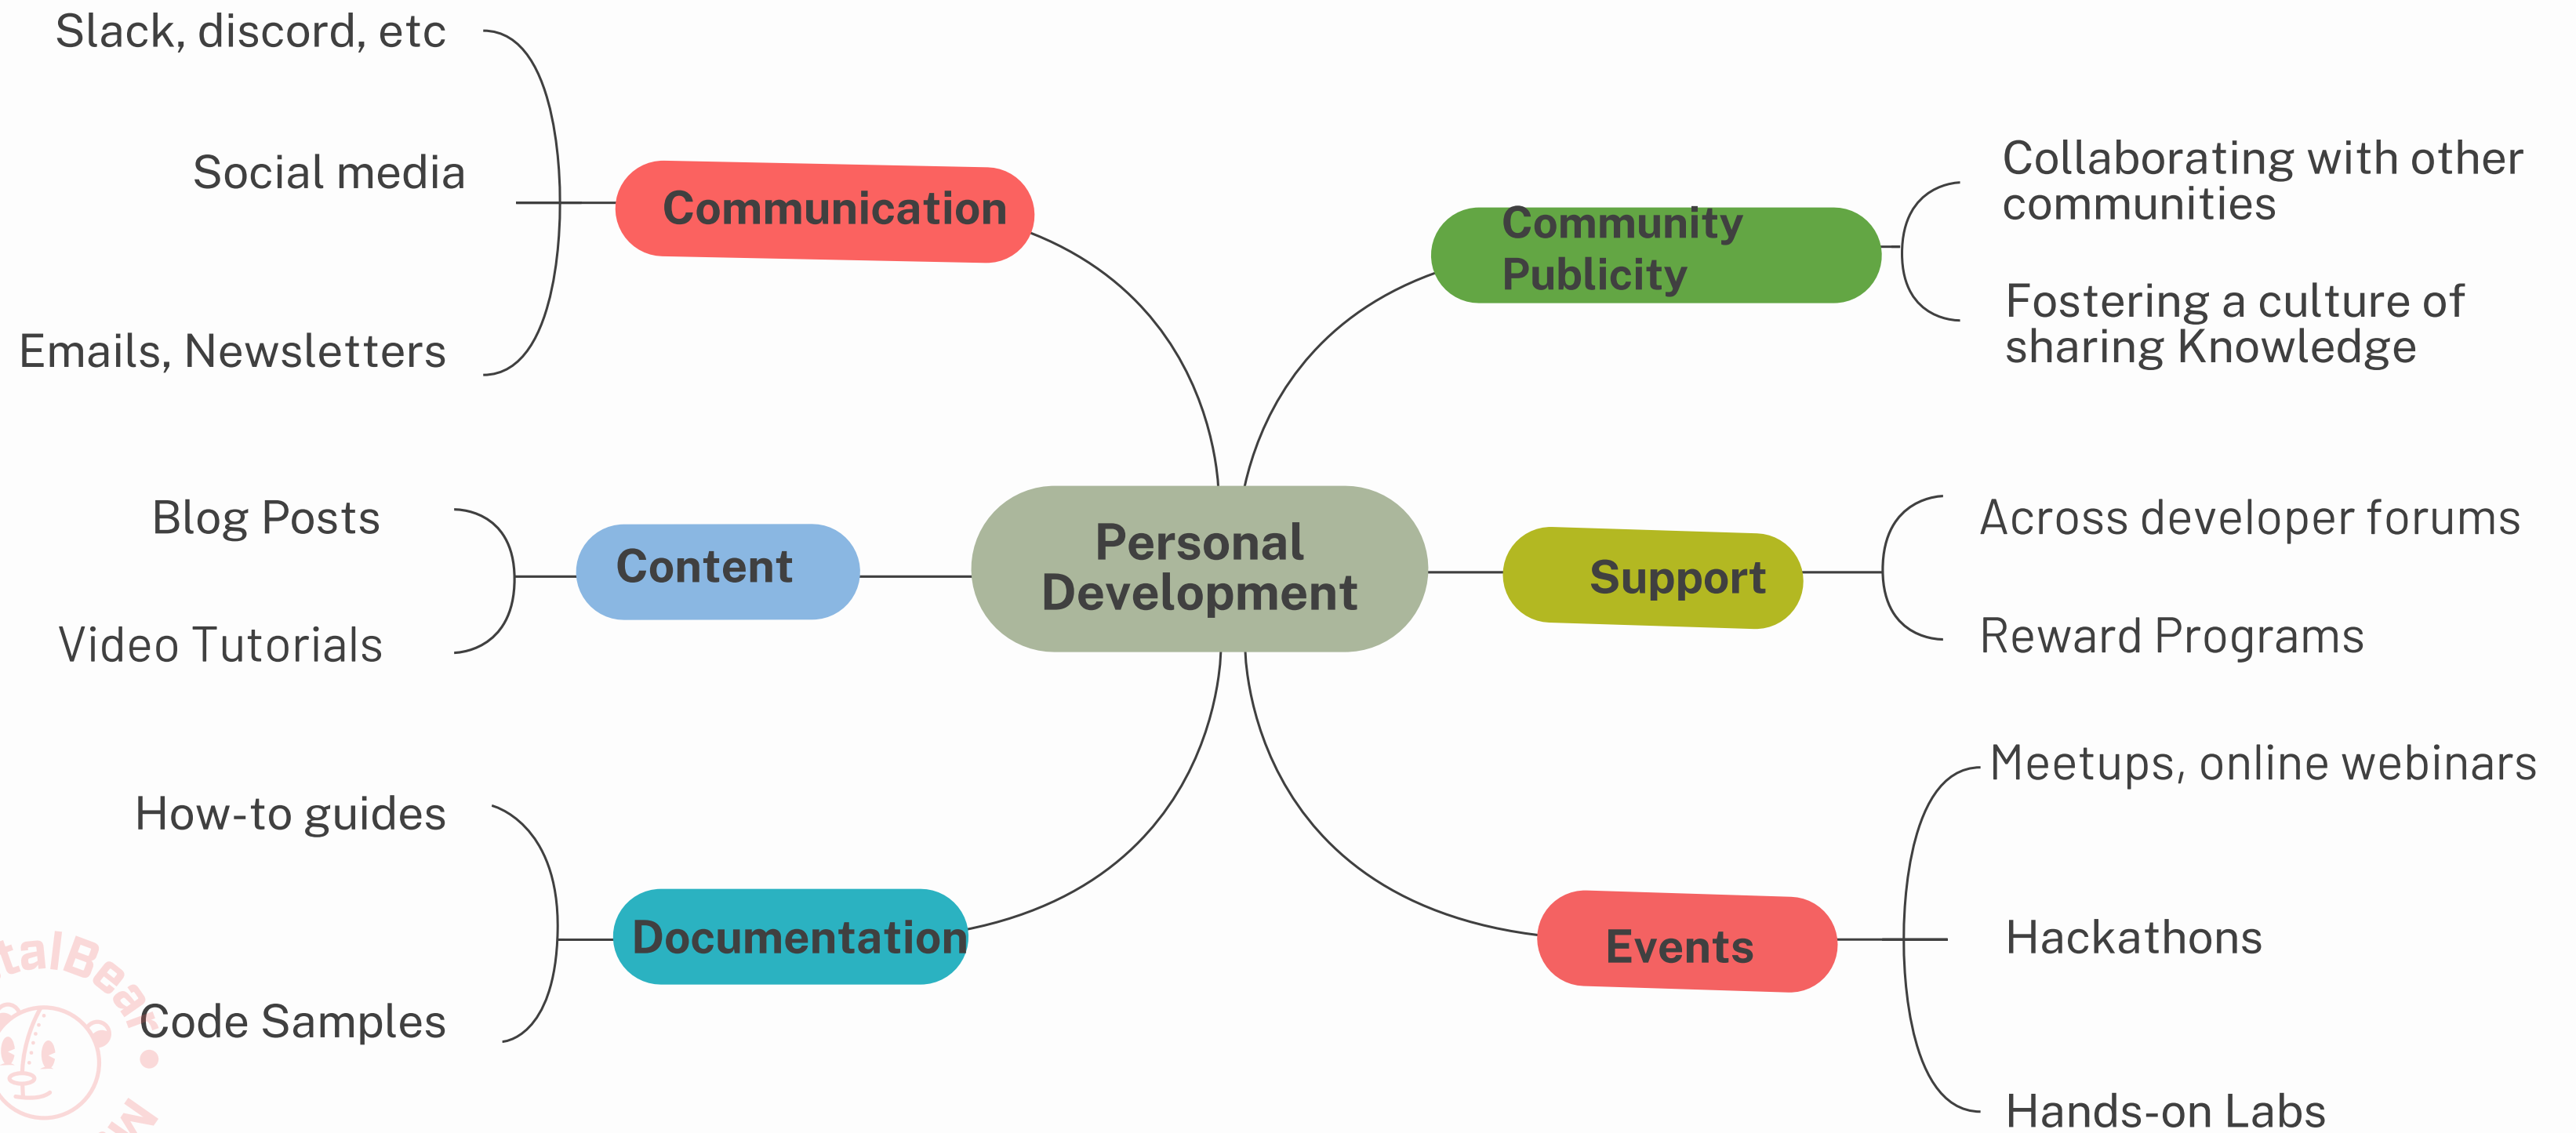 Slack, discord, etc
Social media
Emails, Newsletters
Communication
Blog Posts
Video Tutorials
Content
How-to guides
Code Samples
Documentation
Personal
Development
Community
Publicity
Collaborating with other
communities
Fostering a culture of
sharing Knowledge
Support
Across developer forums
Reward Programs
Events
Meetups, online webinars
Hackathons
Hands-on Labs
talBear